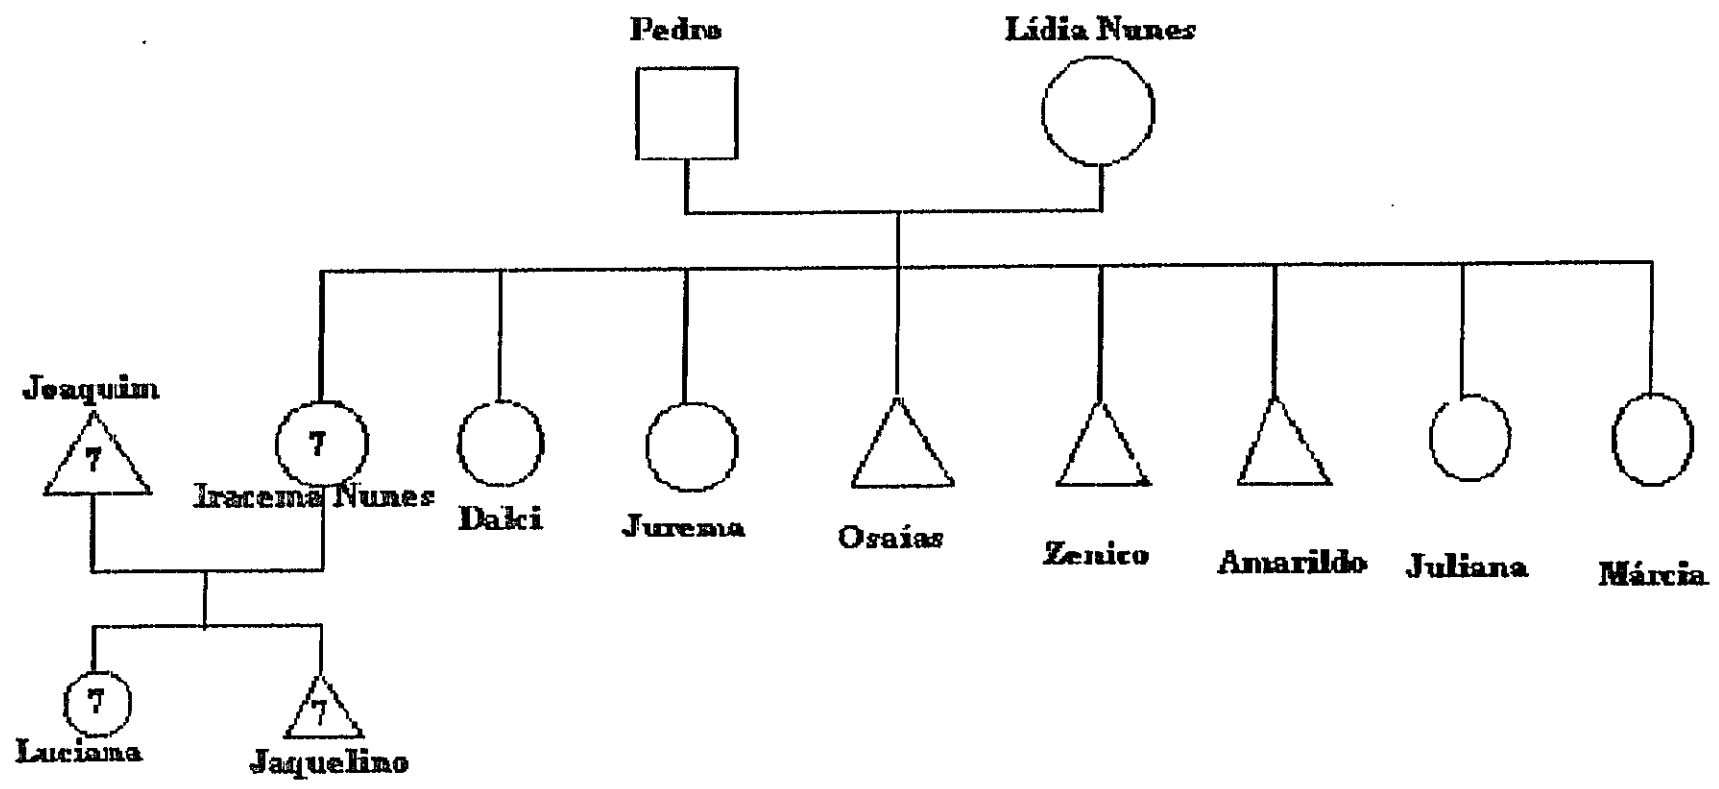 Pedro
Lídia Nunes
Joaquim
7
7
Iracema Nunes
Dalci
Jurema
Osaías
Zenico
Amarildo
Juliana
Márcia
7
7
Luciana
Jaquelino